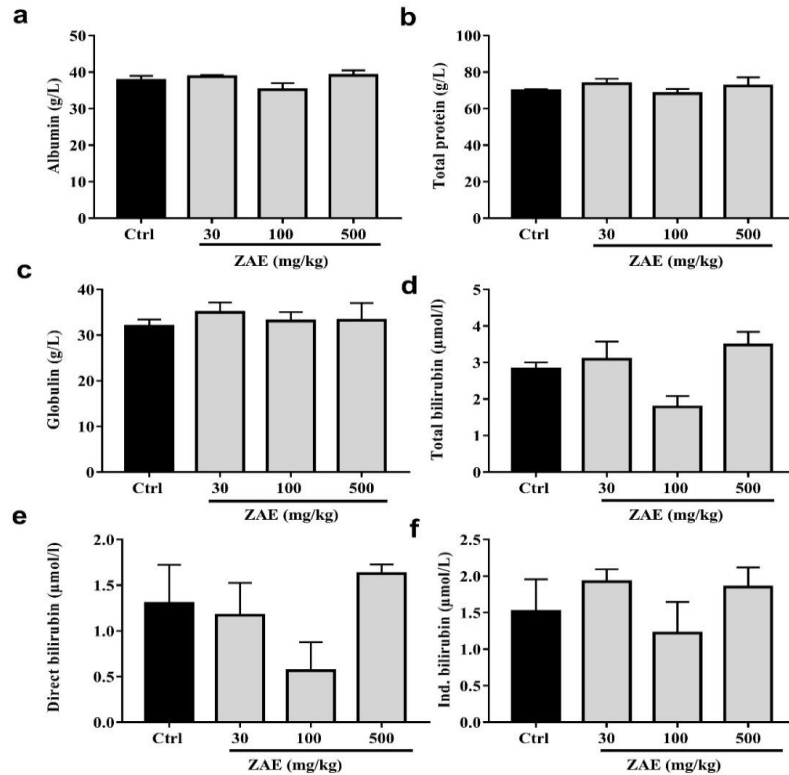 a
Albumin (g/L)
50
40
30
20
10
0
Ctrl 30 100 500
ZAE (mg/kg)
b
Total protein (g/L)
100
80
60
40
20
0
Ctrl 30 100 500
ZAE (mg/kg)
c
Globulin (g/L)
40
30
20
10
0
Ctrl 30 100 500
ZAE (mg/kg)
d
Total bilirubin (µmol/l)
5
4
3
2
1
0
Ctrl 30 100 500
ZAE (mg/kg)
e
Direct bilirubin (µmol/l)
2.0
1.5
1.0
0.5
0.0
Ctrl 30 100 500
ZAE (mg/kg)
f
Ind. bilirubin (µmol/L)
2.5
2.0
1.5
1.0
0.5
0.0
Ctrl 30 100 500
ZAE (mg/kg)